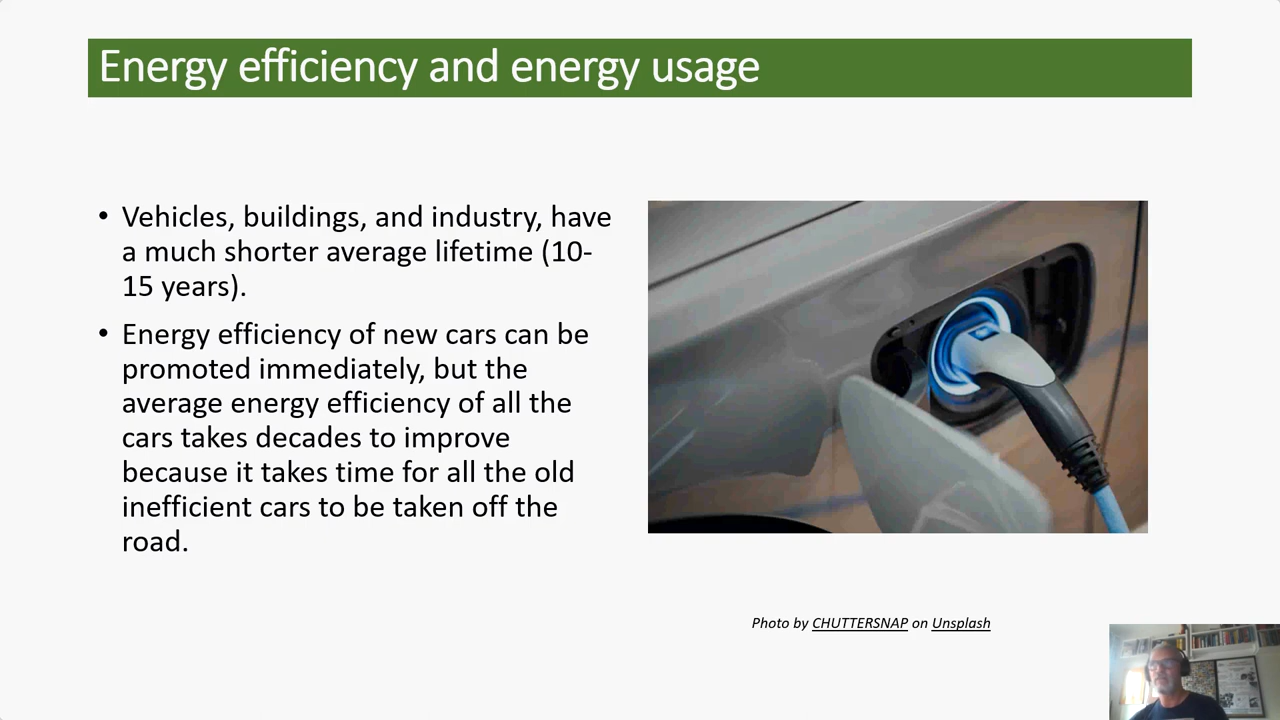 Energy efficiency and energy usage
• Vehicles, buildings, and industry, have
a much shorter average lifetime (10-
15 years).
• Energy efficiency of new cars can be
promoted immediately, but the
average energy efficiency of all the
cars takes decades to improve
because it takes time for all the old
inefficient cars to be taken off the
road.
Photo by CHUTTERSNAP on Unsplash